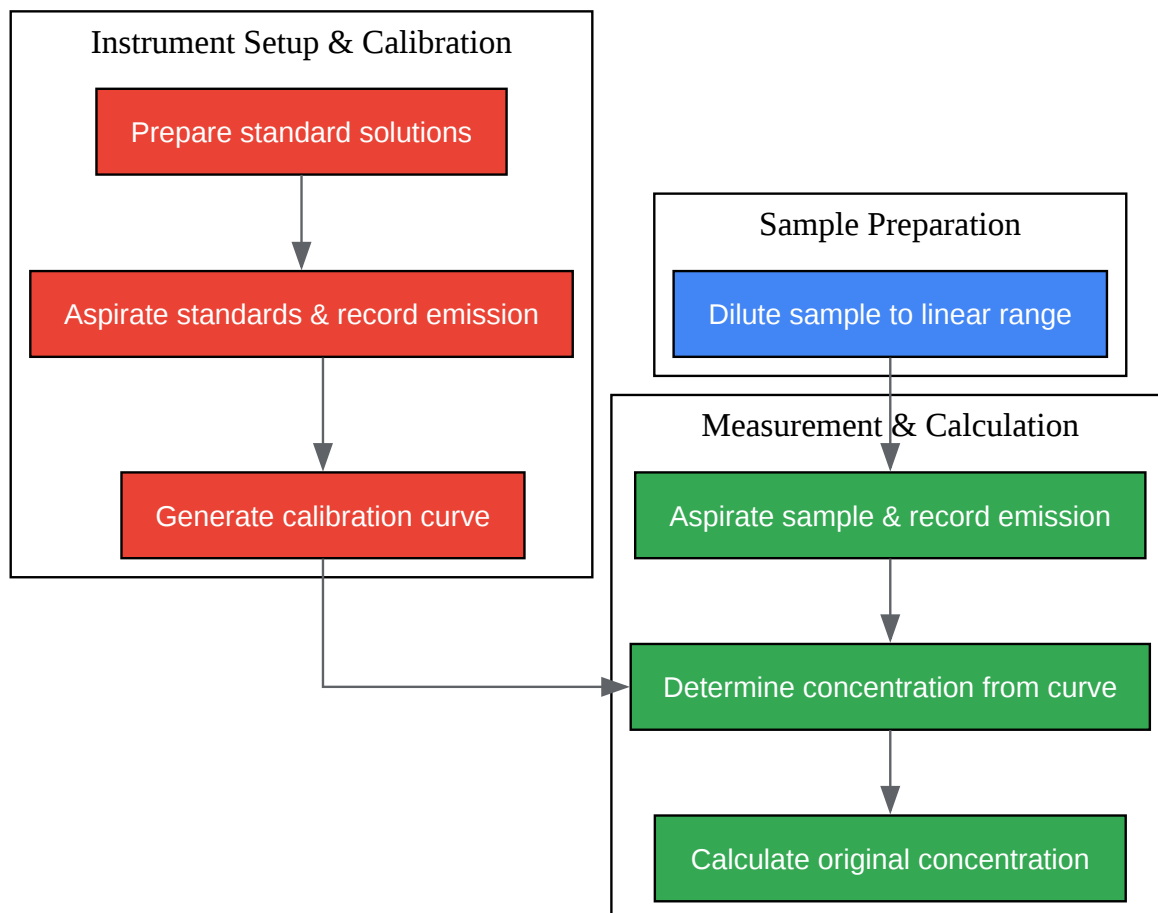 Instrument Setup & Calibration
Prepare standard solutions
Aspirate standards & record emission
Generate calibration curve
Sample Preparation
Dilute sample to linear range
Measurement & Calculation
Aspirate sample & record emission
Determine concentration from curve
Calculate original concentration